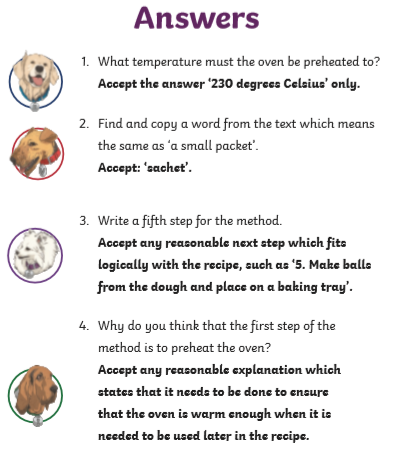 Answers
1. What temperature must the oven be preheated to?
Accept the answer ‘230 degrees Celsius’ only.
2. Find and copy a word from the text which means
the same as ‘a small packet’.
Accept: ‘sachet’.
3. Write a fifth step for the method.
Accept any reasonable next step which fits
logically with the recipe, such as ‘5. Make balls
from the dough and place on a baking tray’.
4. Why do you think that the first step of the
method is to preheat the oven?
Accept any reasonable explanation which
states that it needs to be done to ensure
that the oven is warm enough when it is
needed to be used later in the recipe.